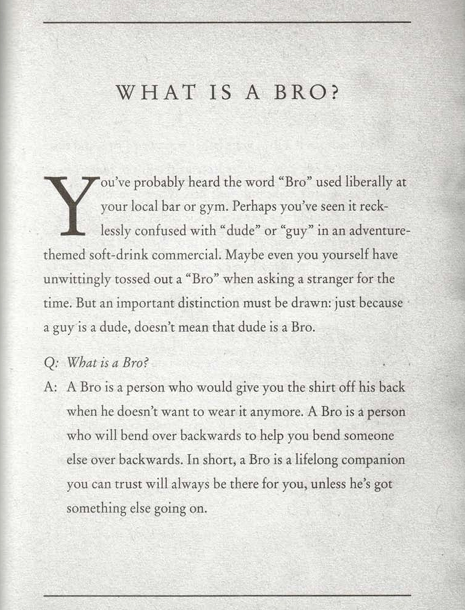 WHAT IS A BRO?
You've probably heard the word “Bro” used liberally at
your local bar or gym. Perhaps you've seen it reck-
lessly confused with “dude” or “guy” in an adventure-
themed soft-drink commercial. Maybe even you yourself have
unwittingly tossed out a “Bro” when asking a stranger for the
time. But an important distinction must be drawn: just because
a guy is a dude, doesn't mean that dude is a Bro.
Q: What is a Bro?
A: A Bro is a person who would give you the shirt off his back
when he doesn't want to wear it anymore. A Bro is a person
who will bend over backwards to help you bend someone
else over backwards. In short, a Bro is a lifelong companion
you can trust will always be there for you, unless he's got
something else going on.